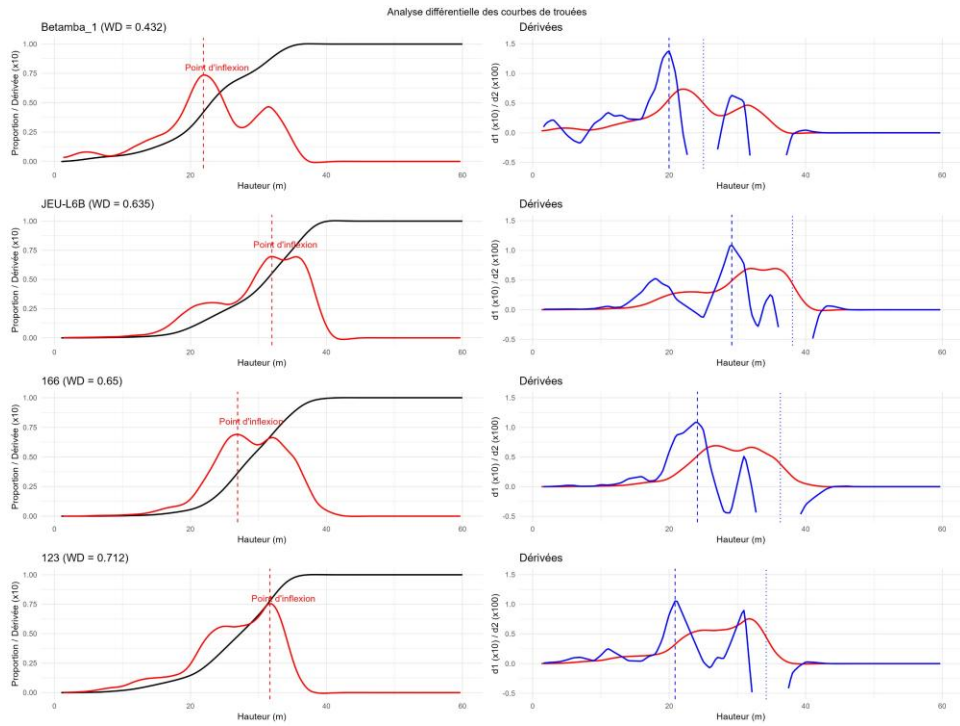 Analyse différentielle des courbes de trouées
Betamba_1 (WD = 0.432)
Proportion / Dérivée (x10)
1.00
0.75
0.50
0.25
0.00
Point d'inflexion
0
20
40
60
Hauteur (m)
Dérivées
d1 (x10) / d2 (x100)
1.5
1.0
0.5
0.0
-0.5
0
20
40
60
Hauteur (m)
JEU-L6B (WD = 0.635)
Proportion / Dérivée (x10)
1.00
0.75
0.50
0.25
0.00
Point d'inflexion
0
20
40
60
Hauteur (m)
Dérivées
d1 (x10) / d2 (x100)
1.5
1.0
0.5
0.0
-0.5
0
20
40
60
Hauteur (m)
166 (WD = 0.65)
Proportion / Dérivée (x10)
1.00
0.75
0.50
0.25
0.00
Point d'inflexion
0
20
40
60
Hauteur (m)
Dérivées
d1 (x10) / d2 (x100)
1.5
1.0
0.5
0.0
-0.5
0
20
40
60
Hauteur (m)
123 (WD = 0.712)
Proportion / Dérivée (x10)
1.00
0.75
0.50
0.25
0.00
Point d'inflexion
0
20
40
60
Hauteur (m)
Dérivées
d1 (x10) / d2 (x100)
1.5
1.0
0.5
0.0
-0.5
0
20
40
60
Hauteur (m)